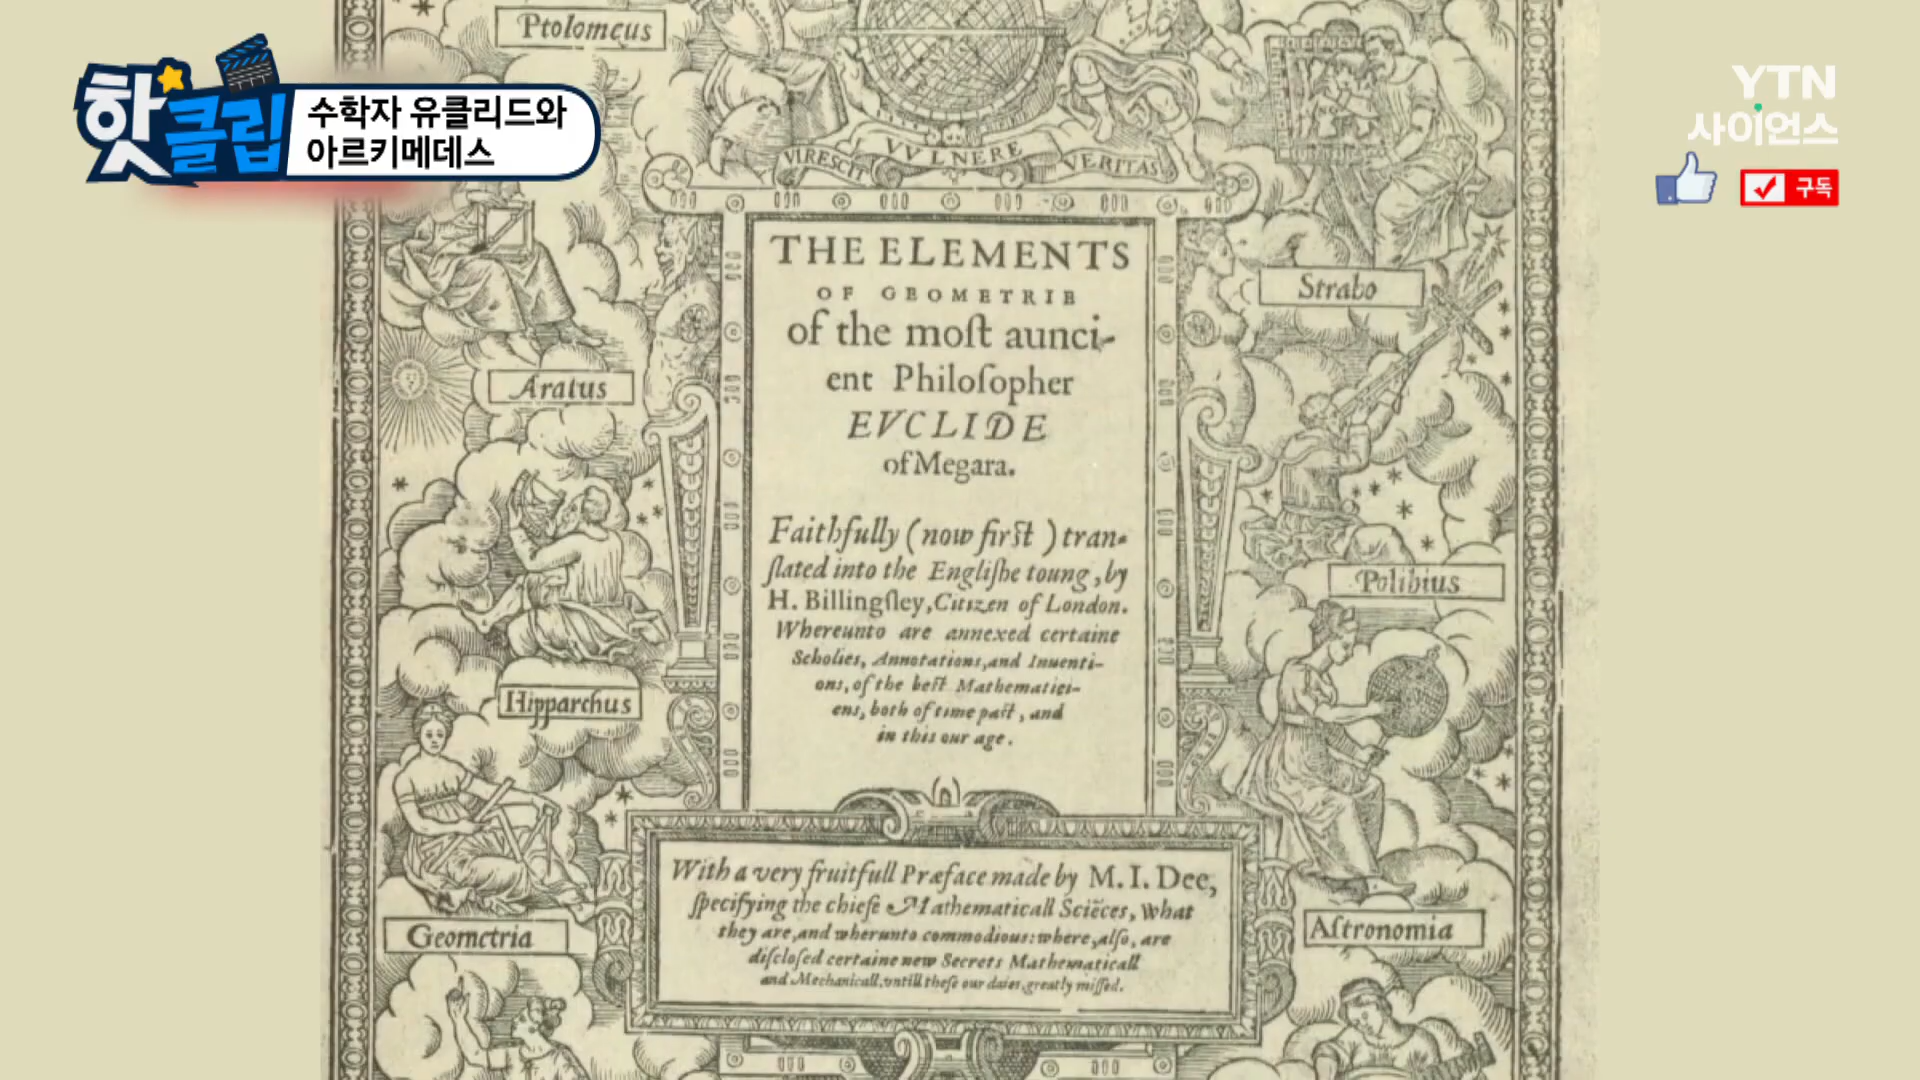 Ptolomeus
핫클립
수학자 유클리드와
아르키메데스
YTN
사이언스
구독
VIRESCIT VVLNERE VERITAS
THE ELEMENTS
OF GEOMETRIE
of the moſt aunci-
ent Philoſopher
EVCLIDE
of Megara.
Faithfully (now firſt) tran-
ſlated into the Engliſhe toung, by
H. Billingſley, Citizen of London.
Whereunto are annexed certaine
Scholies, Annotations, and Inuenti-
ons, of the beſt Mathematici-
ens, both of time paſt, and
in this our age.
Strabo
Aratus
Polibius
Hipparchus
With a very fruitfull Præface made by M. I. Dee,
ſpecifying the chiefe Mathematicall Sciẽces, what
they are, and wherunto commodious: where, alſo, are
diſcloſed certaine new Secrets Mathematicall
and Mechanicall, vntill theſe our daies, greatly miſſed.
Geometria
Aſtronomia